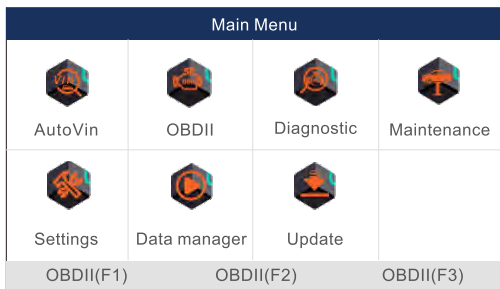 Main Menu
AutoVin OBDII Diagnostic Maintenance
Settings Data manager Update
OBDII(F1) OBDII(F2) OBDII(F3)